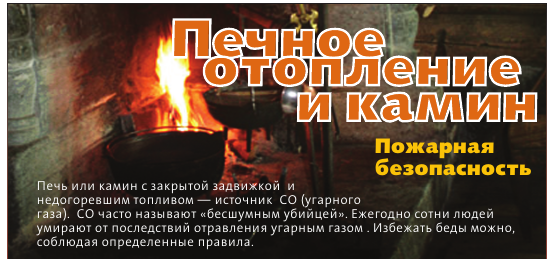 Печное
отопление
и камин
Пожарная
безопасность
Печь или камин с закрытой задвижкой и
недогоревшим топливом — источник СО (угарного
газа). СО часто называют «бесшумным убийцей». Ежегодно сотни людей
умирают от последствий отравления угарным газом . Избежать беды можно,
соблюдая определенные правила.